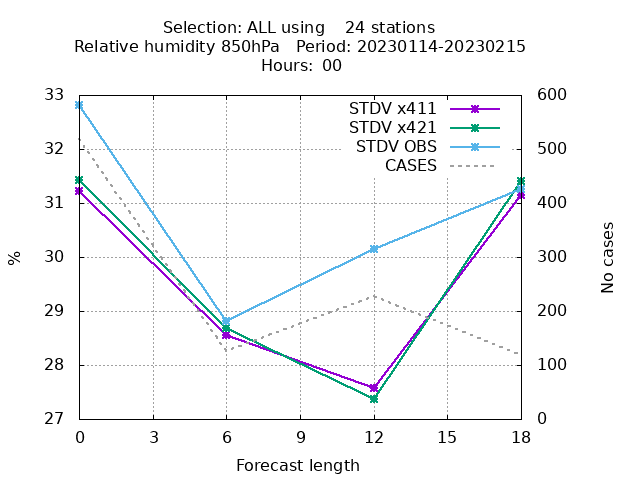 Selection: ALL using    24 stations
Relative humidity 850hPa   Period: 20230114-20230215
Hours:  00
33
32
31
30
29
28
27
600
500
400
300
200
100
0
STDV x411
STDV x421
STDV OBS
CASES
%
No cases
0 3 6 9 12 15 18
Forecast length